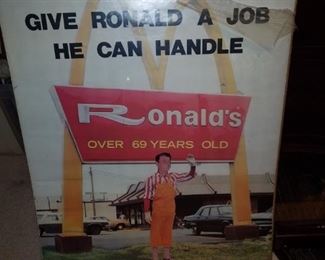 GIVE RONALD A JOB
HE CAN HANDLE
Ronald's
OVER 69 YEARS OLD